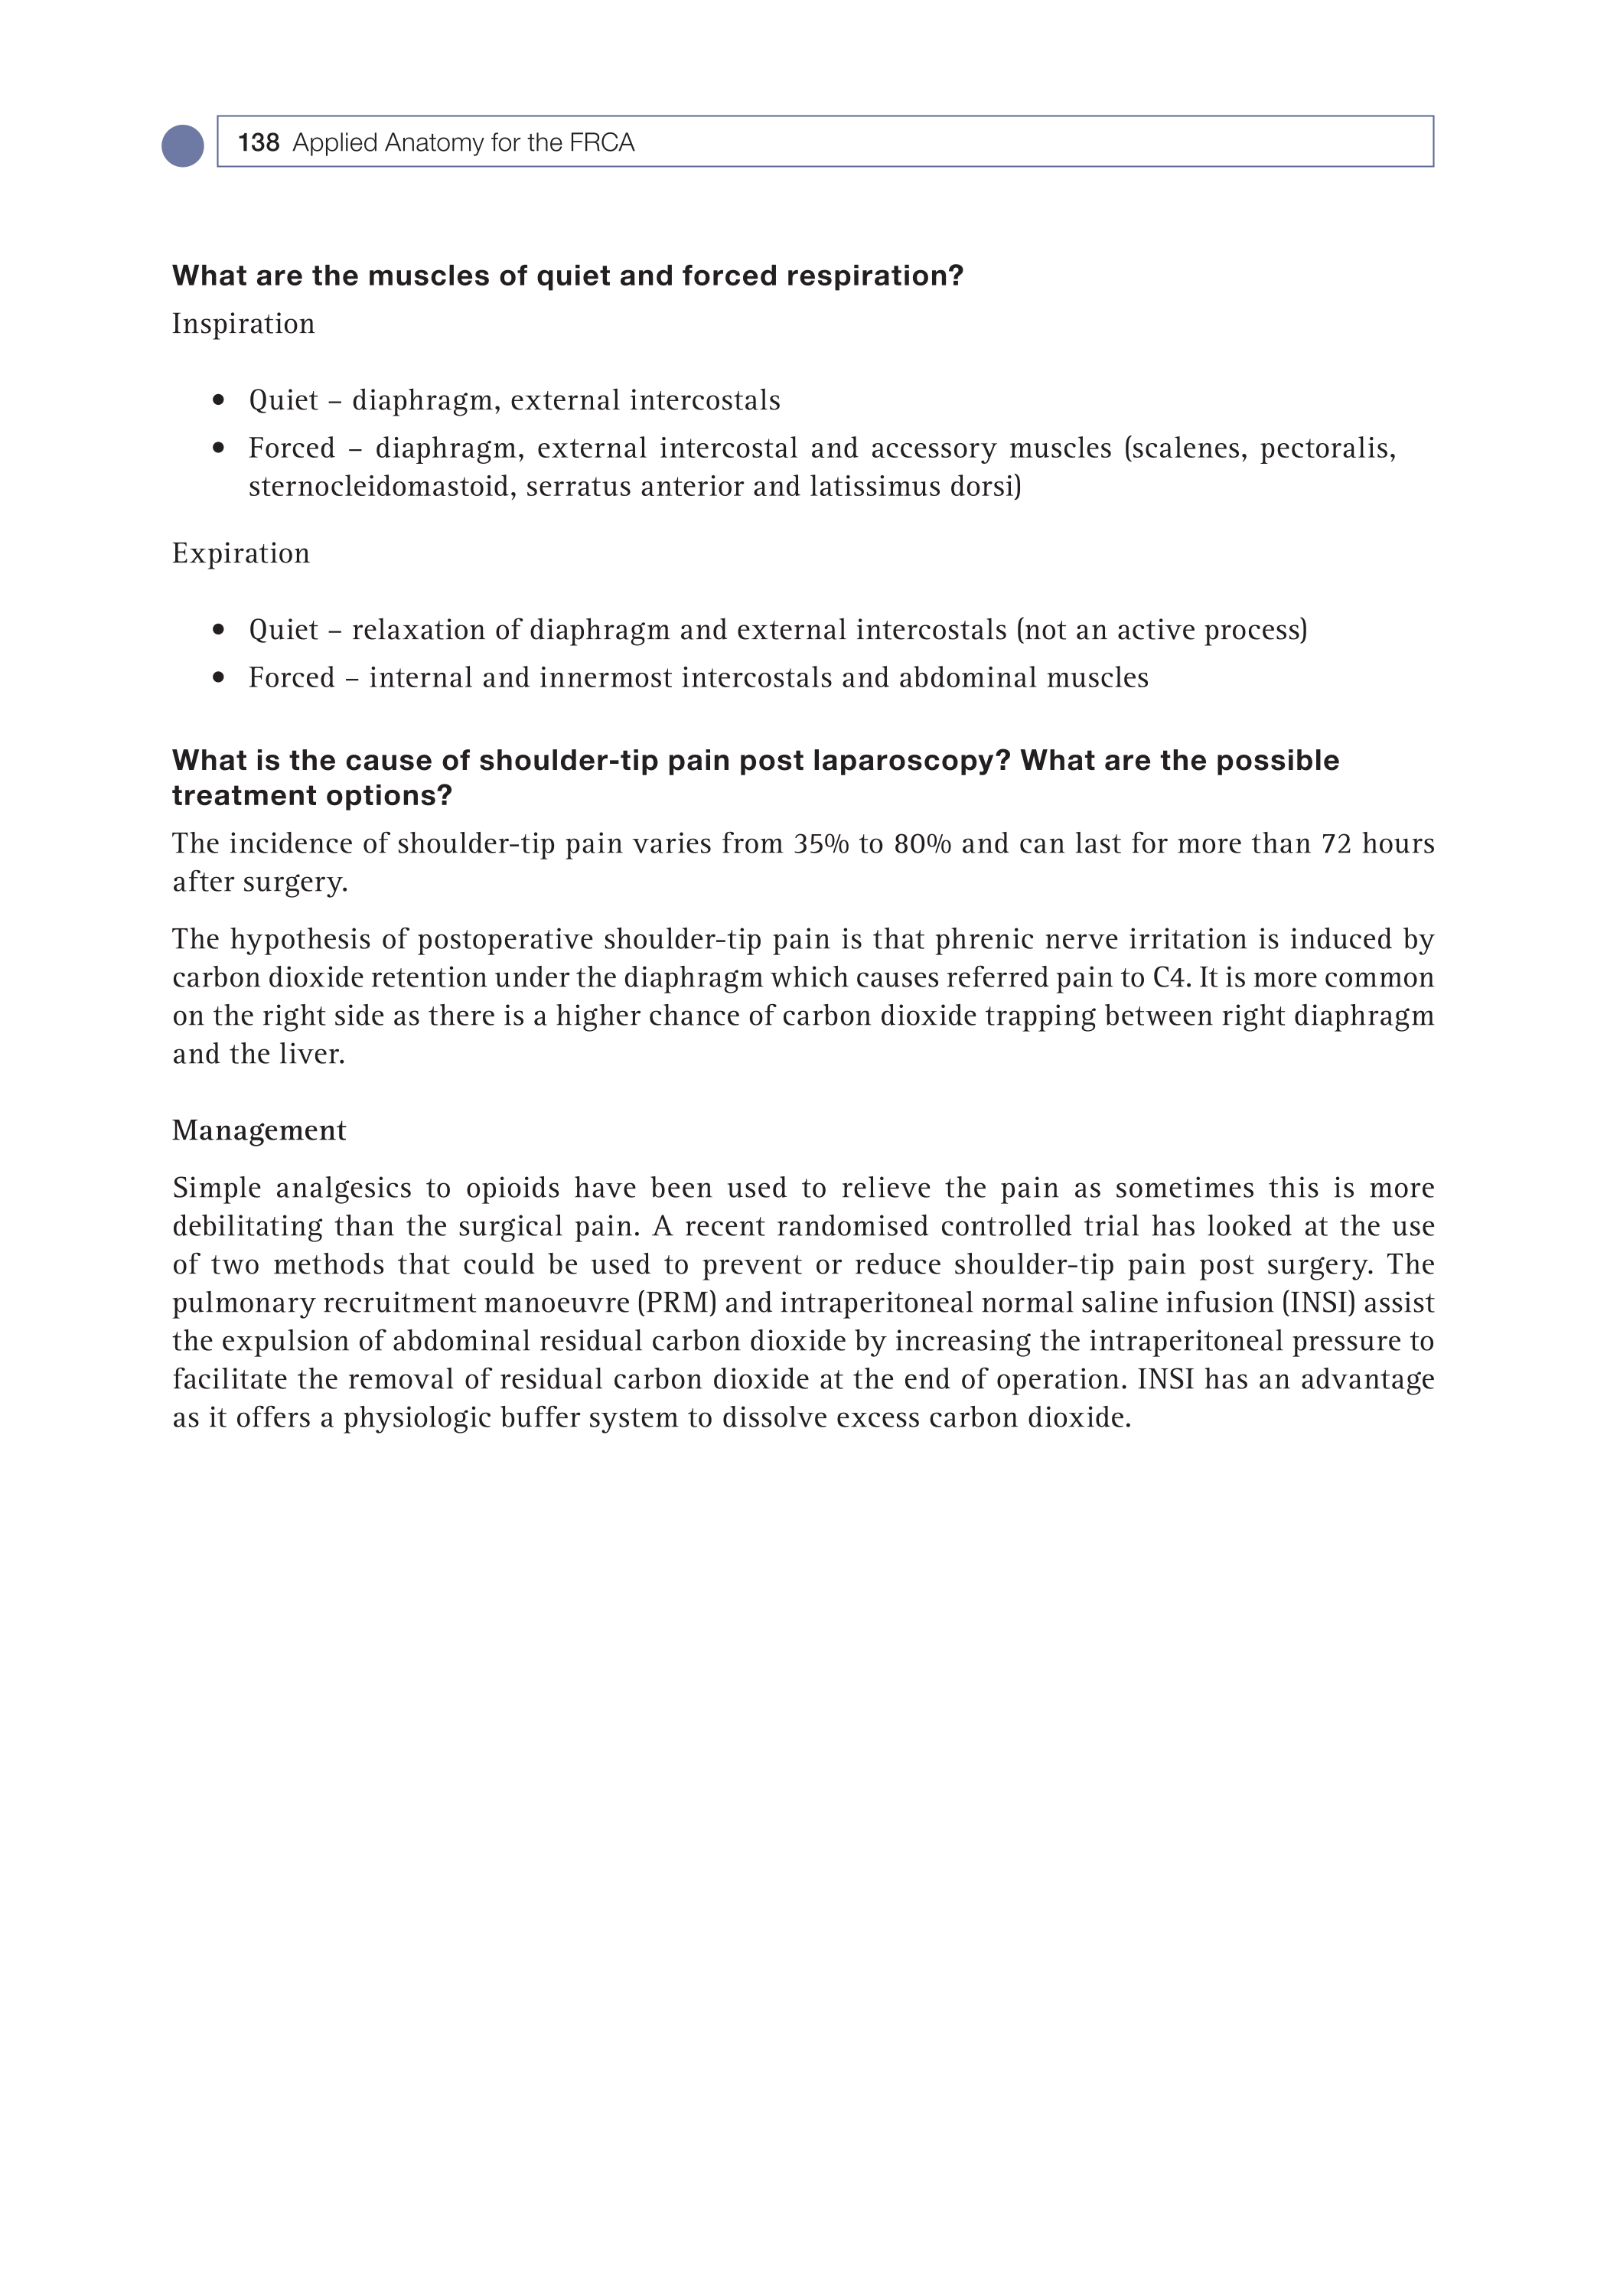 138 Applied Anatomy for the FRCA
What are the muscles of quiet and forced respiration?
Inspiration
• Quiet – diaphragm, external intercostals
• Forced – diaphragm, external intercostal and accessory muscles (scalenes, pectoralis,
sternocleidomastoid, serratus anterior and latissimus dorsi)
Expiration
• Quiet – relaxation of diaphragm and external intercostals (not an active process)
• Forced – internal and innermost intercostals and abdominal muscles
What is the cause of shoulder-tip pain post laparoscopy? What are the possible
treatment options?
The incidence of shoulder-tip pain varies from 35% to 80% and can last for more than 72 hours
after surgery.
The hypothesis of postoperative shoulder-tip pain is that phrenic nerve irritation is induced by
carbon dioxide retention under the diaphragm which causes referred pain to C4. It is more common
on the right side as there is a higher chance of carbon dioxide trapping between right diaphragm
and the liver.
Management
Simple analgesics to opioids have been used to relieve the pain as sometimes this is more
debilitating than the surgical pain. A recent randomised controlled trial has looked at the use
of two methods that could be used to prevent or reduce shoulder-tip pain post surgery. The
pulmonary recruitment manoeuvre (PRM) and intraperitoneal normal saline infusion (INSI) assist
the expulsion of abdominal residual carbon dioxide by increasing the intraperitoneal pressure to
facilitate the removal of residual carbon dioxide at the end of operation. INSI has an advantage
as it offers a physiologic buffer system to dissolve excess carbon dioxide.